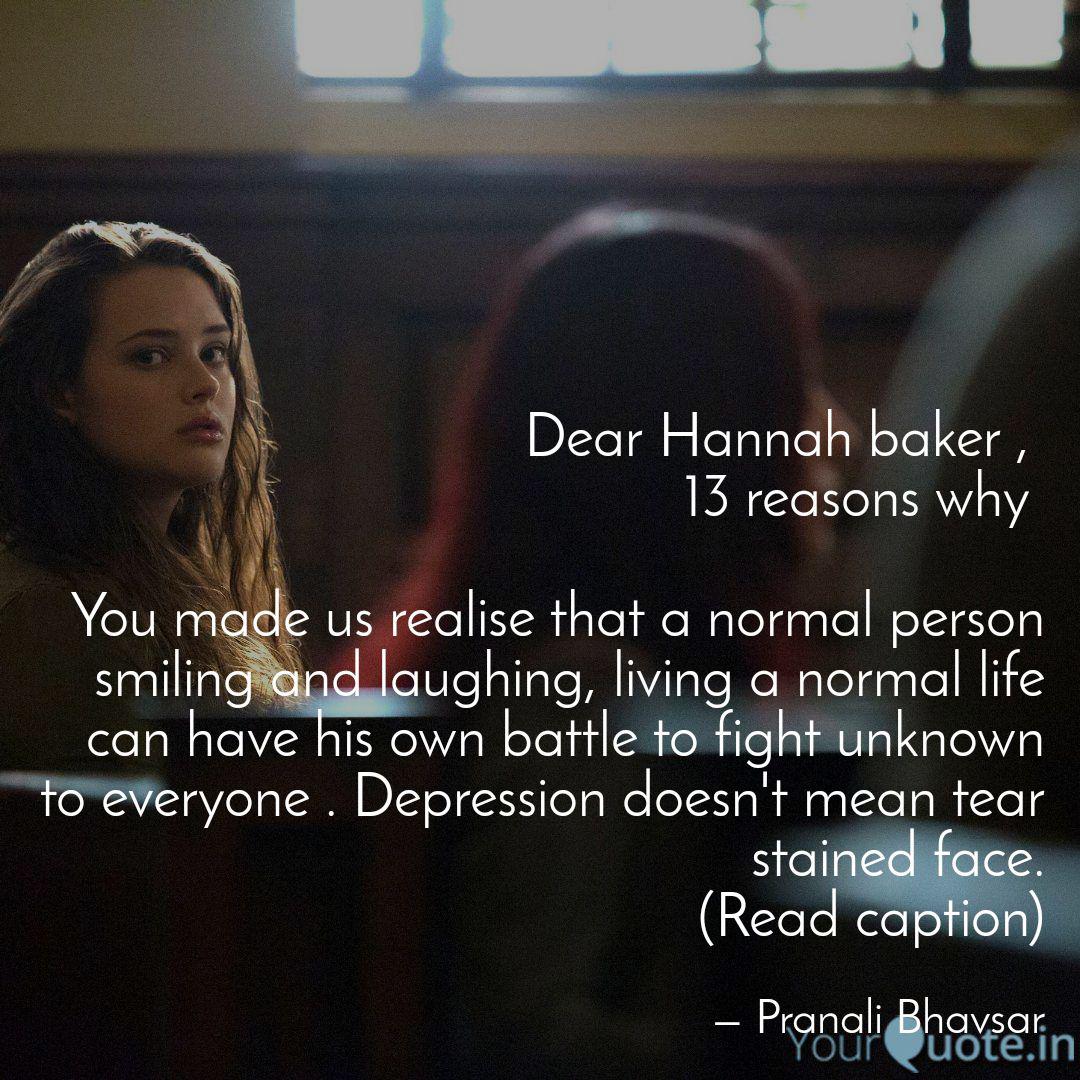 Dear Hannah baker ,
13 reasons why
You made us realise that a normal person
smiling and laughing, living a normal life
can have his own battle to fight unknown
to everyone . Depression doesn't mean tear
stained face.
(Read caption)
– Pranali Bhavsar
YourQuote.in